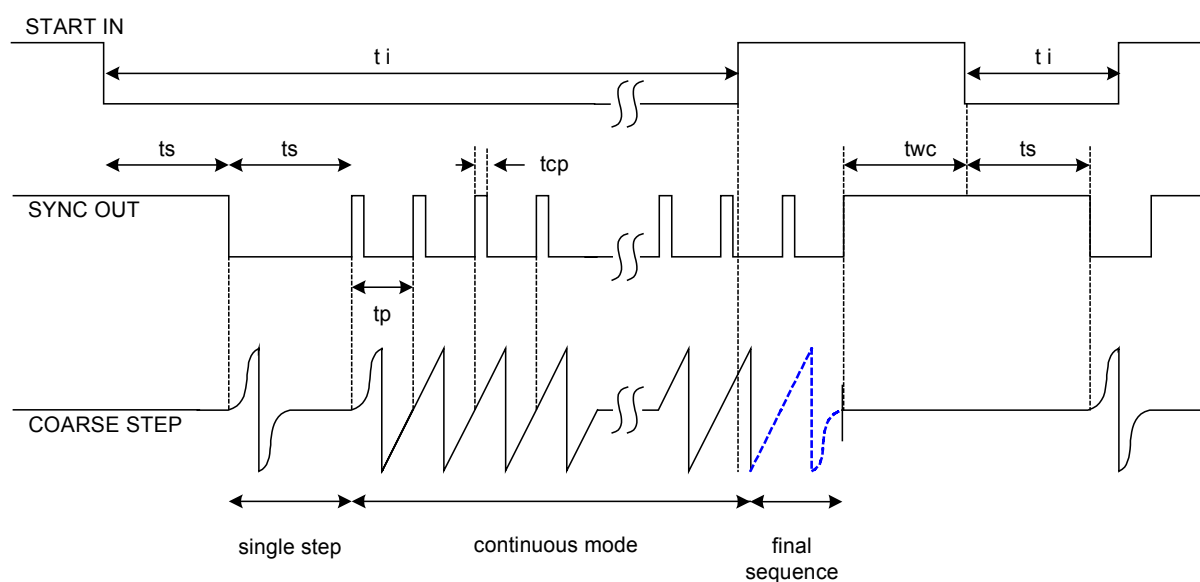 START IN
t i
t i
ts
ts
tcp
twc
ts
SYNC OUT
tp
COARSE STEP
single step
continuous mode
final
sequence